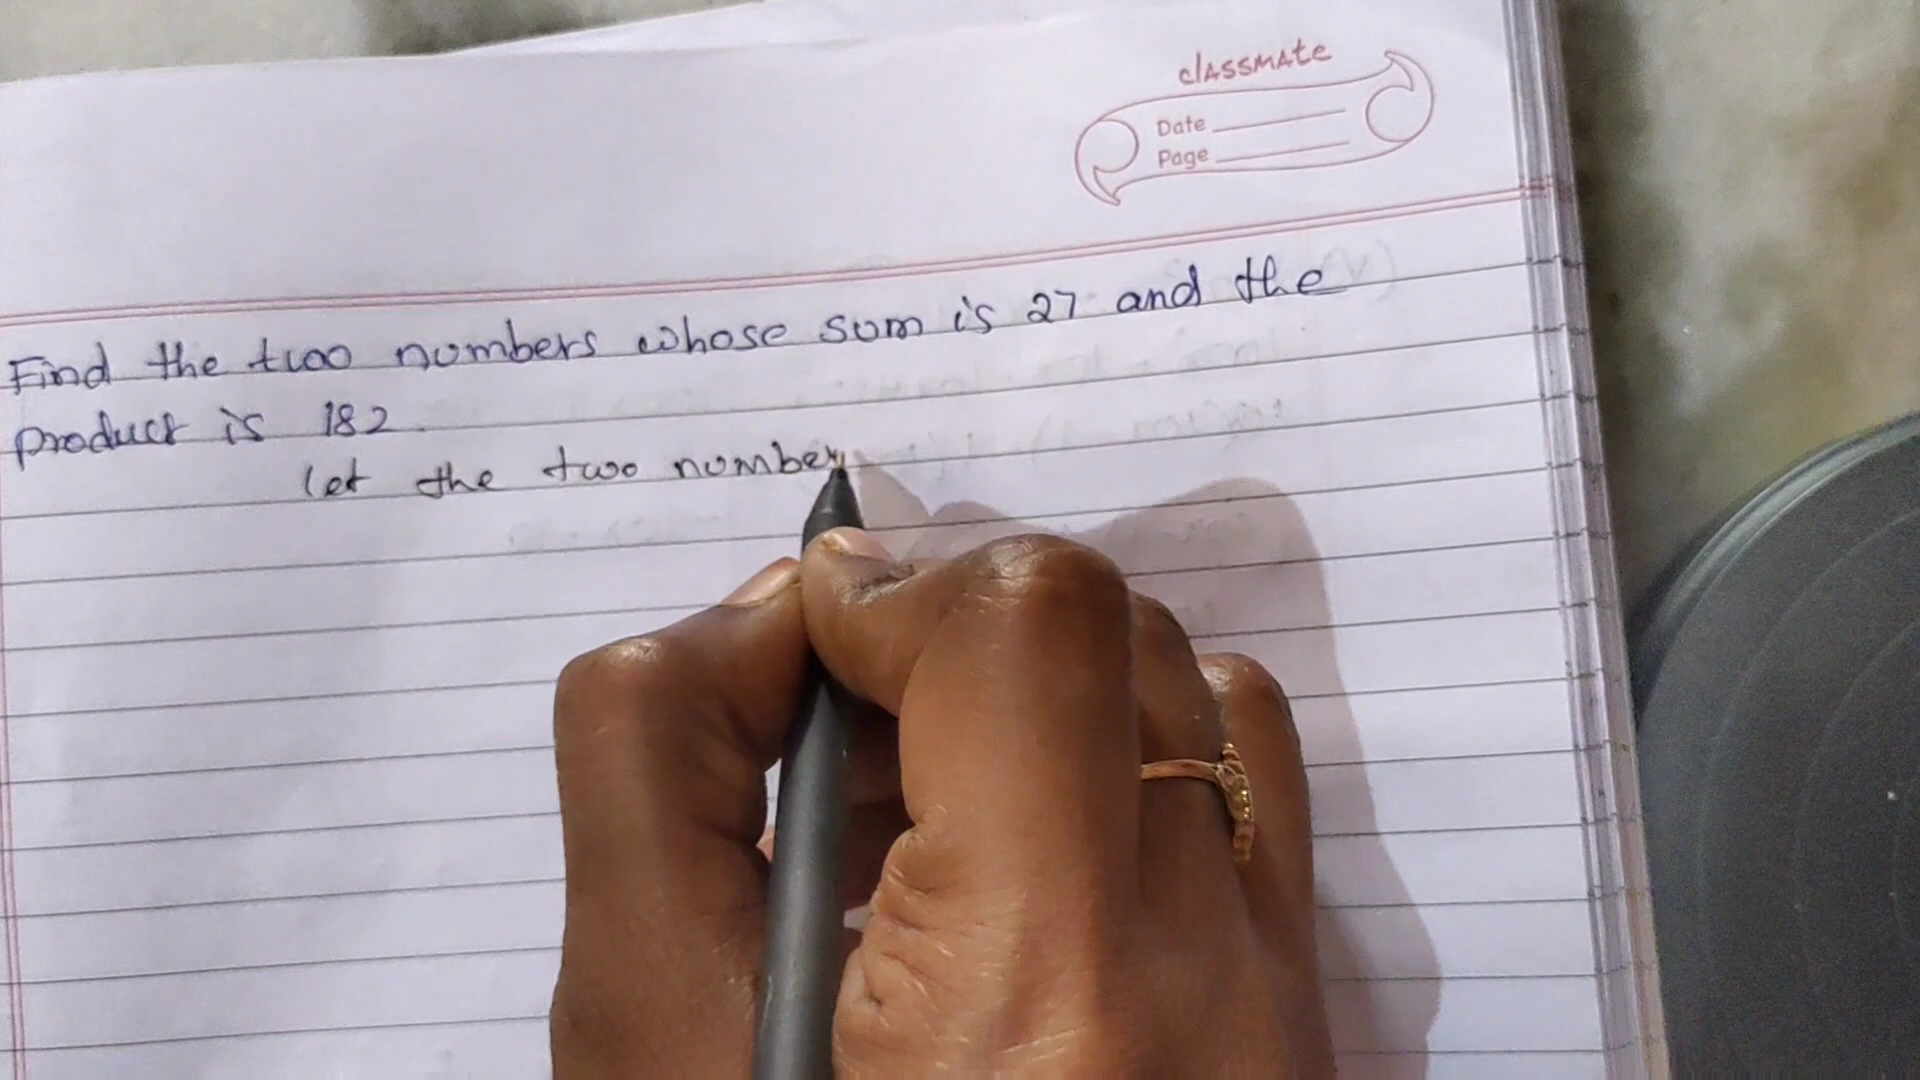 classmate
Date
Page
Find the two numbers whose sum is 27 and the
product is 182.
let the two number